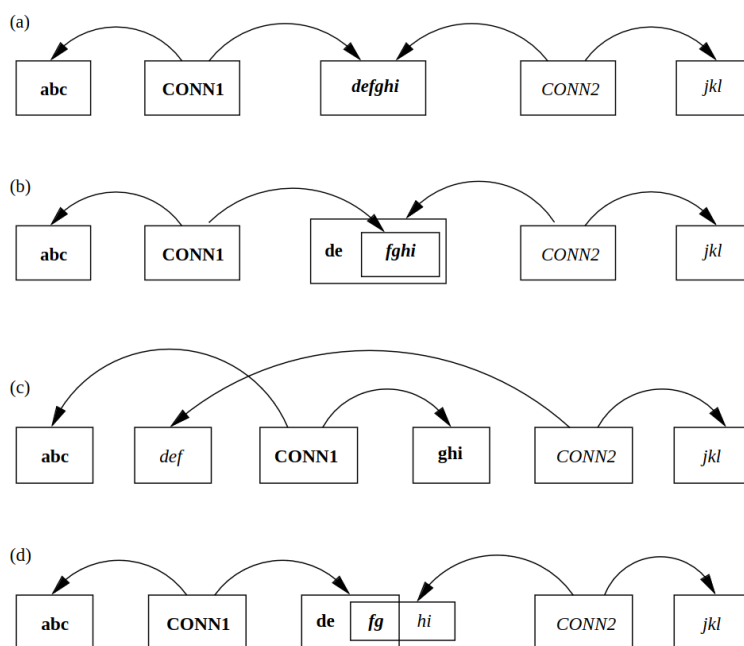 (a)
abc CONN1 defghi CONN2 jkl
(b)
abc CONN1 de fghi CONN2 jkl
(c)
abc def CONN1 ghi CONN2 jkl
(d)
abc CONN1 de fg hi CONN2 jkl